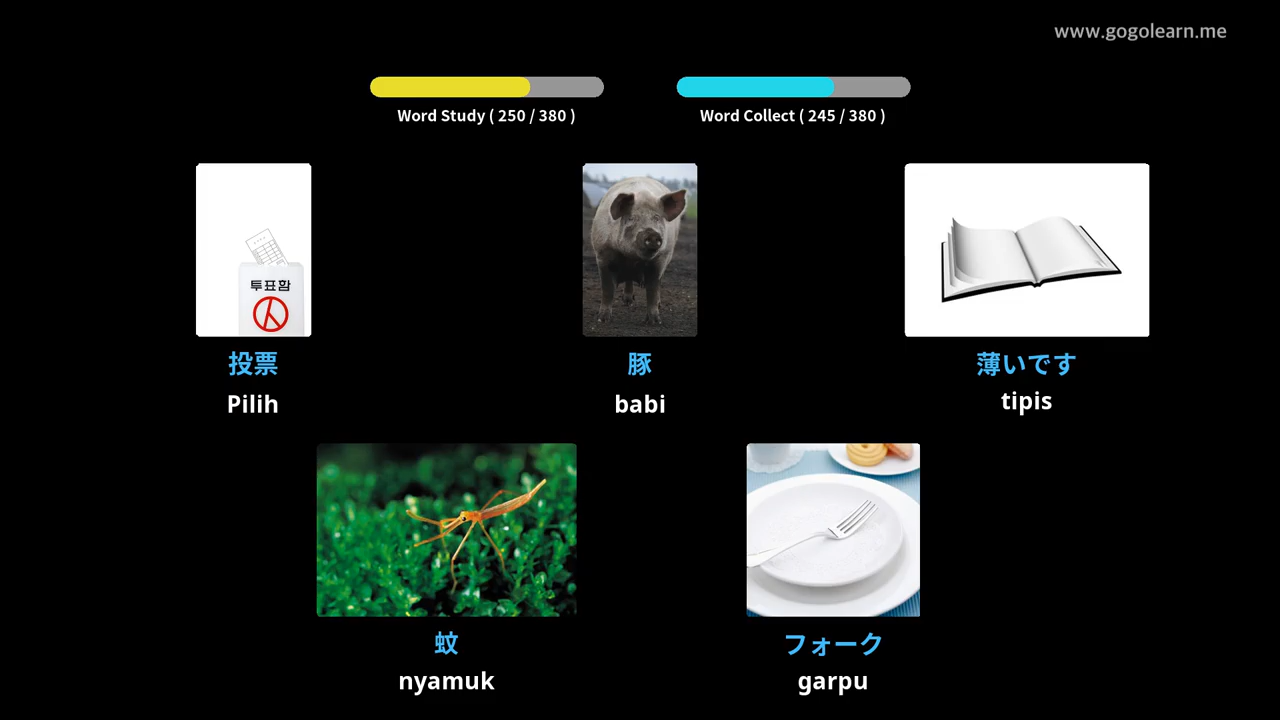 www.gogolearn.me
Word Study ( 250 / 380 )
Word Collect ( 245 / 380 )
투표함
投票
Pilih
豚
babi
薄いです
tipis
蚊
nyamuk
フォーク
garpu